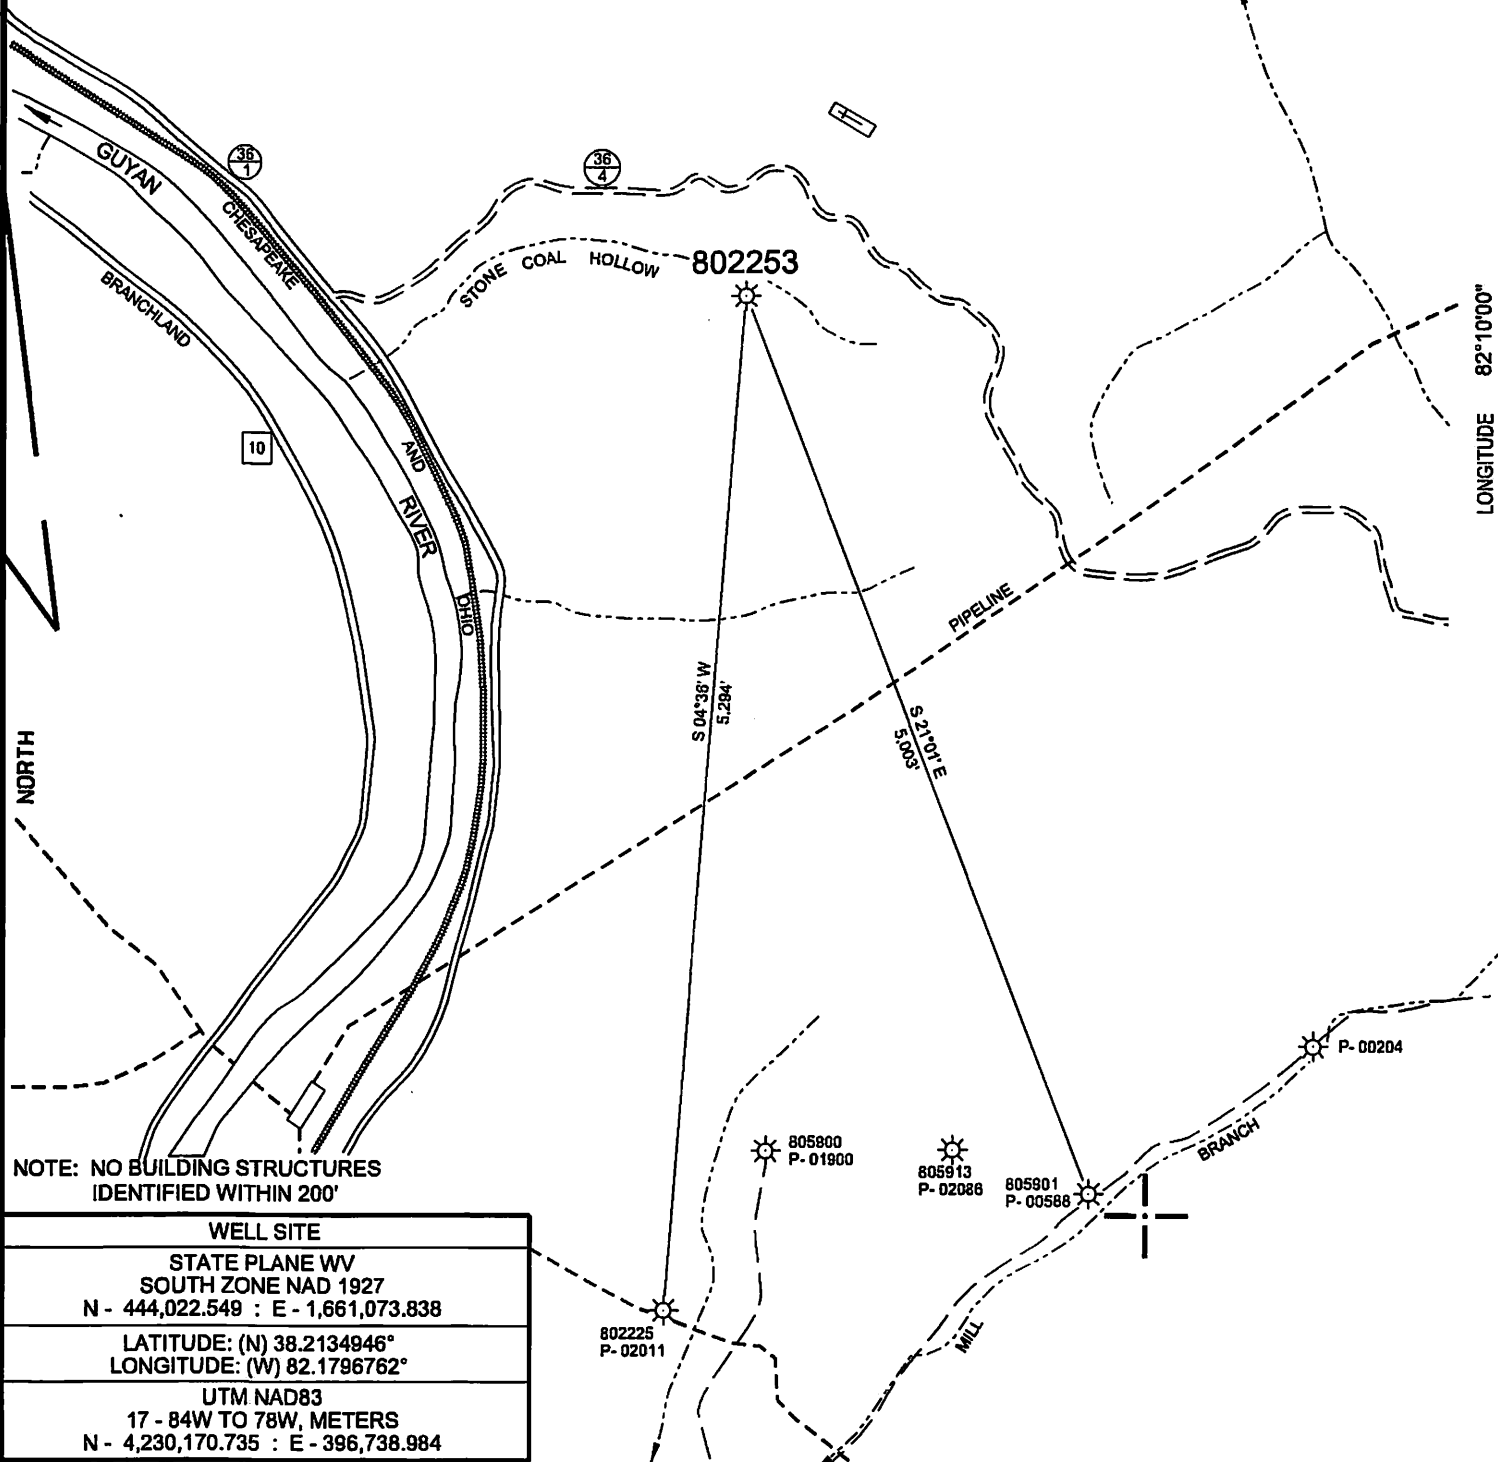 36
1
36
4
GUYAN
CHESAPEAKE
BRANCHLAND
STONE COAL HOLLOW
802253
LONGITUDE 82°10'00"
10
AND
RIVER
OHIO
PIPELINE
S 04°36' W
5,294'
S 21°01' E
5,003'
NORTH
P- 00204
BRANCH
805800
P- 01900
805913
P- 02086
805901
P- 00588
MILL
802225
P- 02011
NOTE: NO BUILDING STRUCTURES
IDENTIFIED WITHIN 200'
WELL SITE
STATE PLANE WV
SOUTH ZONE NAD 1927
N - 444,022.549 : E - 1,661,073.838
LATITUDE: (N) 38.2134946°
LONGITUDE: (W) 82.1796762°
UTM NAD83
17 - 84W TO 78W, METERS
N - 4,230,170.735 : E - 396,738.984